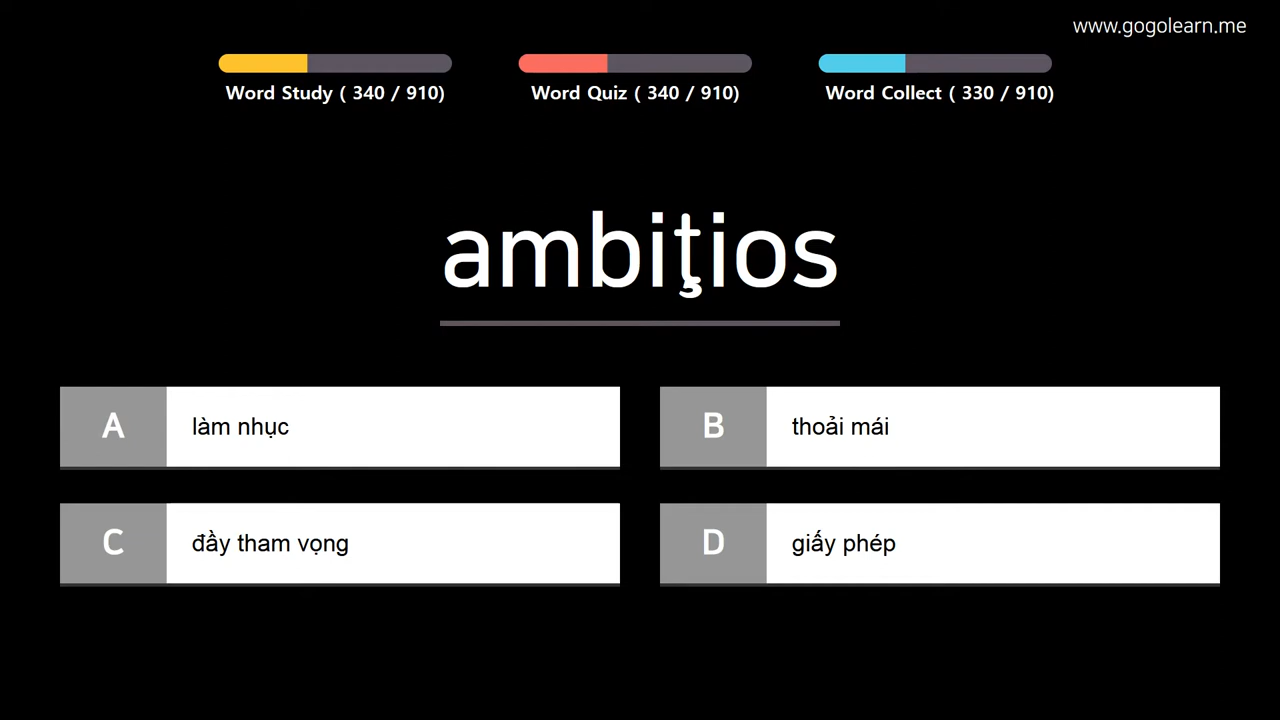 www.gogolearn.me
Word Study ( 340 / 910)
Word Quiz ( 340 / 910)
Word Collect ( 330 / 910)
ambiţios
A làm nhục
B thoải mái
C đầy tham vọng
D giấy phép